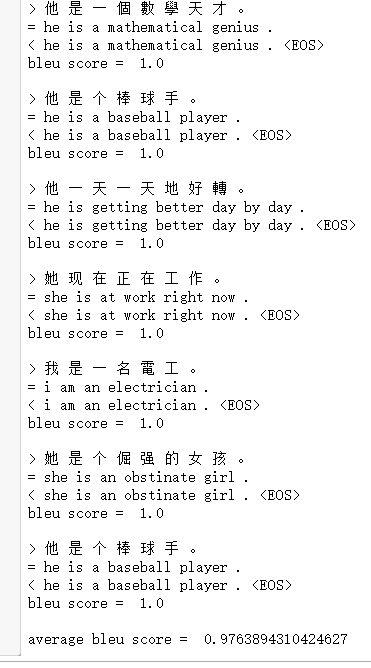 > 他 是 一 個 數 學 天 才 。
= he is a mathematical genius .
< he is a mathematical genius . <EOS>
bleu score =  1.0
> 他 是 个 棒 球 手 。
= he is a baseball player .
< he is a baseball player . <EOS>
bleu score =  1.0
> 他 一 天 一 天 地 好 轉 。
= he is getting better day by day .
< he is getting better day by day . <EOS>
bleu score =  1.0
> 她 现 在 正 在 工 作 。
= she is at work right now .
< she is at work right now . <EOS>
bleu score =  1.0
> 我 是 一 名 電 工 。
= i am an electrician .
< i am an electrician . <EOS>
bleu score =  1.0
> 她 是 个 倔 强 的 女 孩 。
= she is an obstinate girl .
< she is an obstinate girl . <EOS>
bleu score =  1.0
> 他 是 个 棒 球 手 。
= he is a baseball player .
< he is a baseball player . <EOS>
bleu score =  1.0
average bleu score =  0.9763894310424627